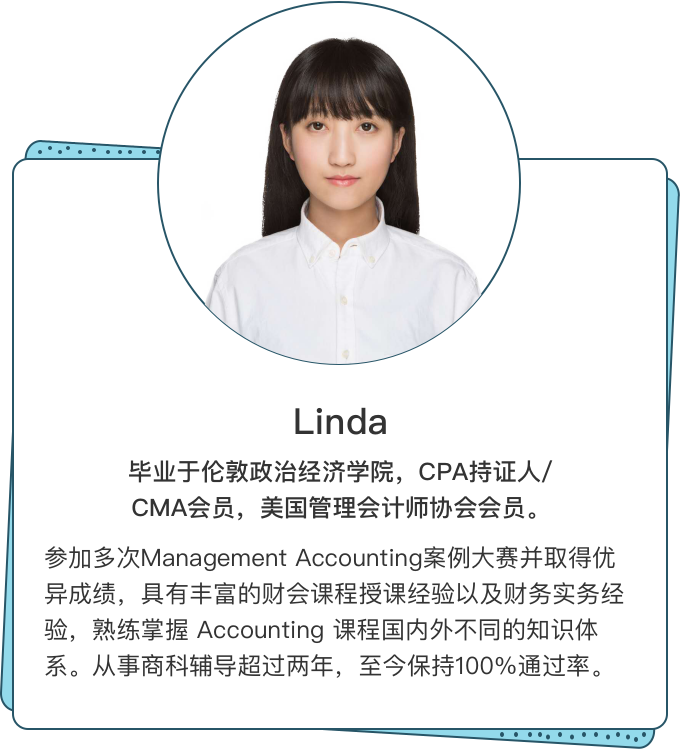 Linda
毕业于伦敦政治经济学院，CPA持证人/
CMA会员，美国管理会计师协会会员。
参加多次Management Accounting案例大赛并取得优
异成绩，具有丰富的财会课程授课经验以及财务实务经
验，熟练掌握 Accounting 课程国内外不同的知识体
系。从事商科辅导超过两年，至今保持100%通过率。